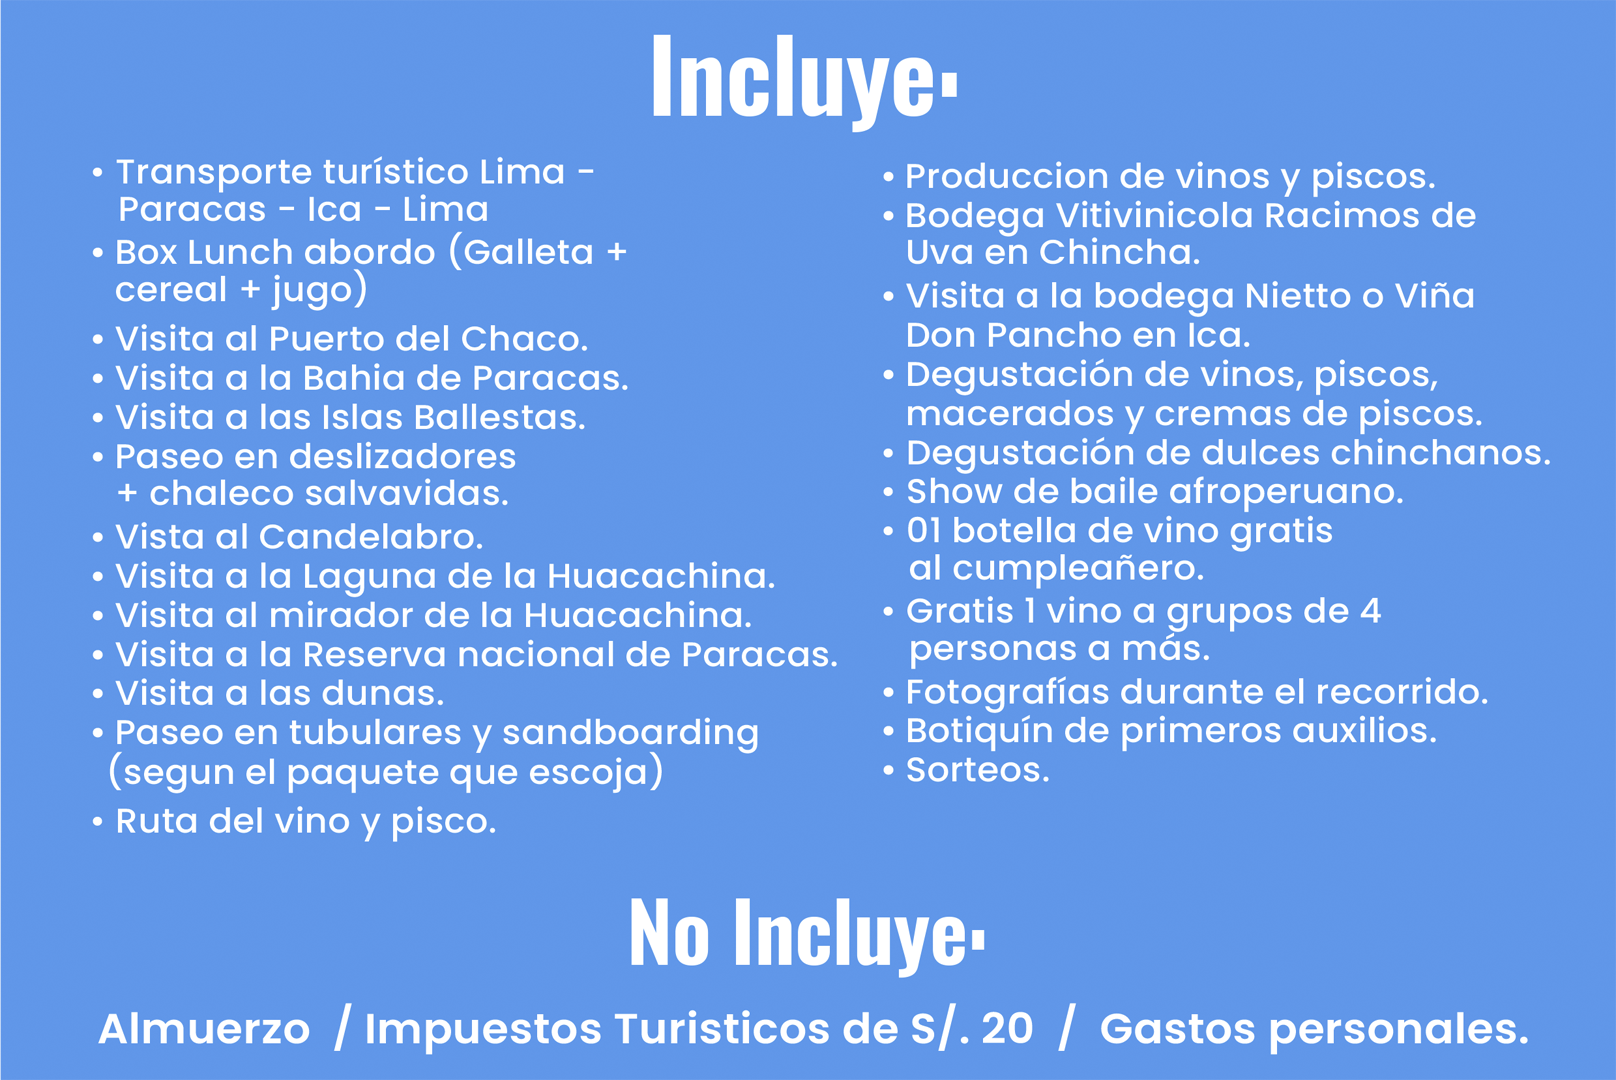 Incluye:
• Transporte turístico Lima -
Paracas - Ica - Lima
• Box Lunch abordo (Galleta +
cereal + jugo)
• Visita al Puerto del Chaco.
• Visita a la Bahia de Paracas.
• Visita a las Islas Ballestas.
• Paseo en deslizadores
+ chaleco salvavidas.
• Vista al Candelabro.
• Visita a la Laguna de la Huacachina.
• Visita al mirador de la Huacachina.
• Visita a la Reserva nacional de Paracas.
• Visita a las dunas.
• Paseo en tubulares y sandboarding
(segun el paquete que escoja)
• Ruta del vino y pisco.
• Produccion de vinos y piscos.
• Bodega Vitivinicola Racimos de
Uva en Chincha.
• Visita a la bodega Nietto o Viña
Don Pancho en Ica.
• Degustación de vinos, piscos,
macerados y cremas de piscos.
• Degustación de dulces chinchanos.
• Show de baile afroperuano.
• 01 botella de vino gratis
al cumpleañero.
• Gratis 1 vino a grupos de 4
personas a más.
• Fotografías durante el recorrido.
• Botiquín de primeros auxilios.
• Sorteos.
No Incluye:
Almuerzo / Impuestos Turisticos de S/. 20 / Gastos personales.